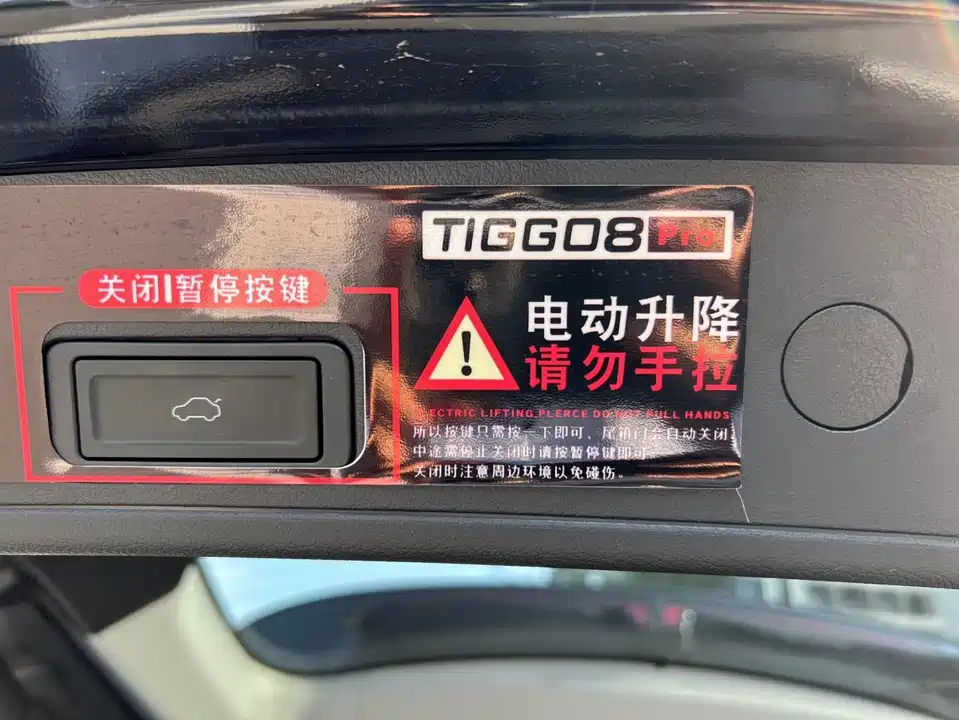 TIGGO8 Pro
关闭|暂停按键
电动升降
请勿手拉
ECTRIC LIFTING.PLERCE DO NOT PULL HANDS
所以按键只需按一下即可、尾箱门会自动关闭
中途需停止关闭时请按暂停键即可
关闭时注意周边环境以免碰伤。